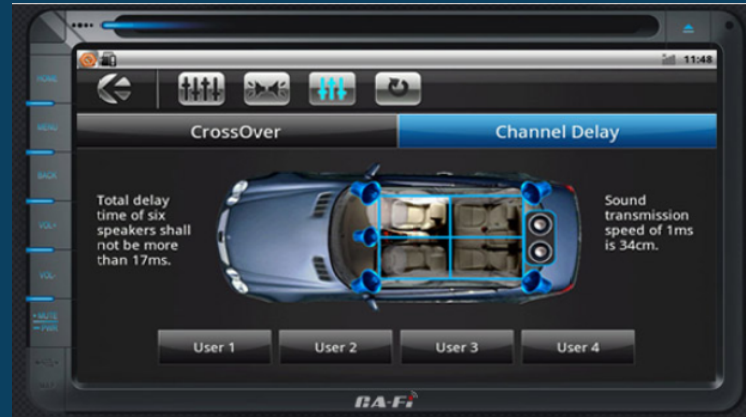 11:48
HOME
MENU
BACK
VOL+
VOL-
MUTE
PWR
CrossOver
Channel Delay
Total delay
time of six
speakers shall
not be more
than 17ms.
Sound
transmission
speed of 1ms
is 34cm.
User 1
User 2
User 3
User 4
CA-Fi